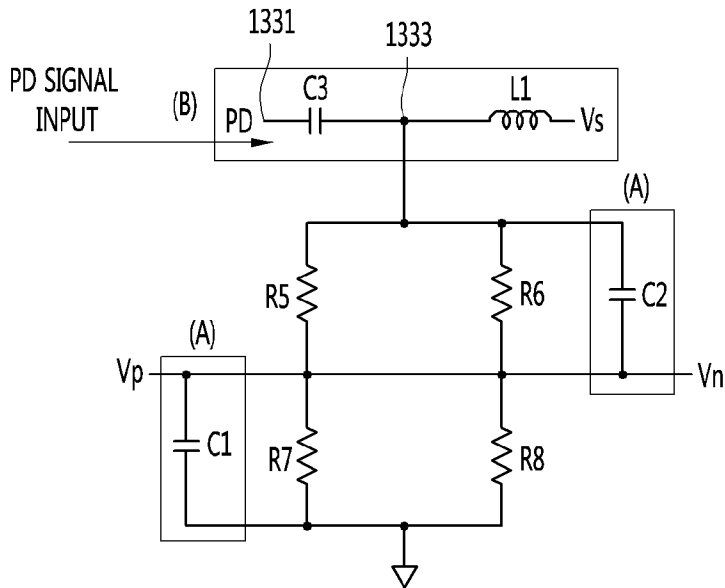 1331
1333
PD SIGNAL
INPUT
(B)
PD
C3
L1
Vs
(A)
R5
R6
C2
(A)
Vp
Vn
C1
R7
R8